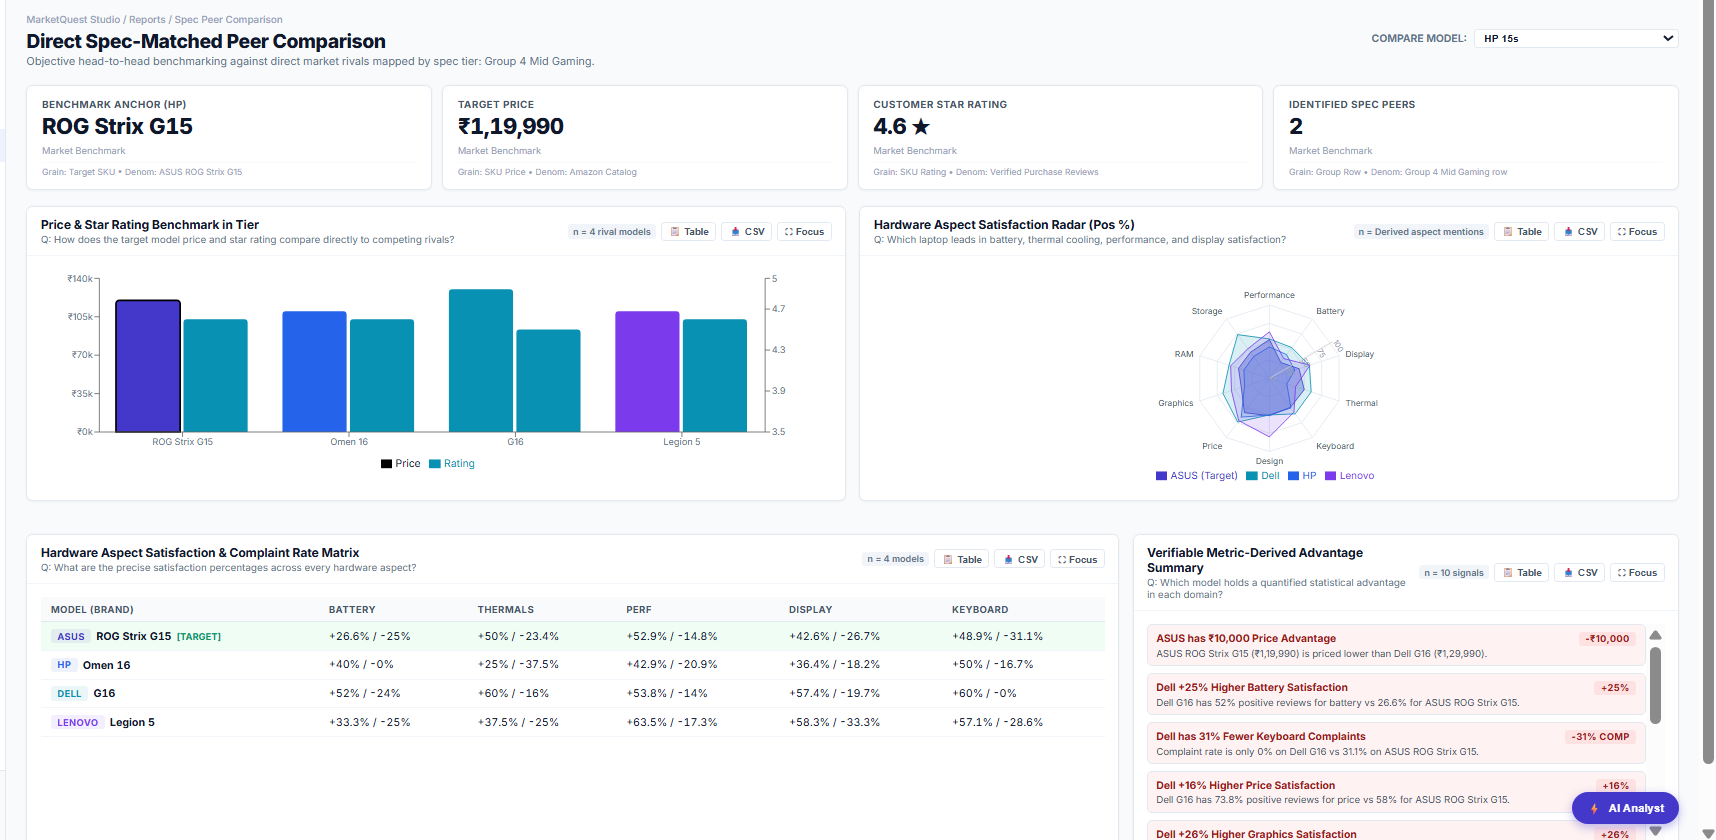 MarketQuest Studio / Reports / Spec Peer Comparison
Direct Spec-Matched Peer Comparison
Objective head-to-head benchmarking against direct market rivals mapped by spec tier: Group 4 Mid Gaming.
COMPARE MODEL: HP 15s
BENCHMARK ANCHOR (HP)
ROG Strix G15
Market Benchmark
Grain: Target SKU • Denom: ASUS ROG Strix G15
TARGET PRICE
₹1,19,990
Market Benchmark
Grain: SKU Price • Denom: Amazon Catalog
CUSTOMER STAR RATING
4.6 ★
Market Benchmark
Grain: SKU Rating • Denom: Verified Purchase Reviews
IDENTIFIED SPEC PEERS
2
Market Benchmark
Grain: Group Row • Denom: Group 4 Mid Gaming row
Price & Star Rating Benchmark in Tier
Q: How does the target model price and star rating compare directly to competing rivals?
n = 4 rival models Table CSV Focus
₹140k
₹105k
₹70k
₹35k
₹0k
5
4.7
4.3
3.9
3.5
ROG Strix G15 Omen 16 G16 Legion 5
Price Rating
Hardware Aspect Satisfaction Radar (Pos %)
Q: Which laptop leads in battery, thermal cooling, performance, and display satisfaction?
n = Derived aspect mentions Table CSV Focus
Performance
Storage Battery
100
75
RAM Display
Graphics Thermal
Price Keyboard
Design
ASUS (Target) Dell HP Lenovo
Hardware Aspect Satisfaction & Complaint Rate Matrix
Q: What are the precise satisfaction percentages across every hardware aspect?
n = 4 models Table CSV Focus
MODEL (BRAND) BATTERY THERMALS PERF DISPLAY KEYBOARD
ASUS ROG Strix G15 [TARGET] +26.6% / -25% +50% / -23.4% +52.9% / -14.8% +42.6% / -26.7% +48.9% / -31.1%
HP Omen 16 +40% / -0% +25% / -37.5% +42.9% / -20.9% +36.4% / -18.2% +50% / -16.7%
DELL G16 +52% / -24% +60% / -16% +53.8% / -14% +57.4% / -19.7% +60% / -0%
LENOVO Legion 5 +33.3% / -25% +37.5% / -25% +63.5% / -17.3% +58.3% / -33.3% +57.1% / -28.6%
Verifiable Metric-Derived Advantage
Summary
Q: Which model holds a quantified statistical advantage
in each domain?
n = 10 signals Table CSV Focus
ASUS has ₹10,000 Price Advantage -₹10,000
ASUS ROG Strix G15 (₹1,19,990) is priced lower than Dell G16 (₹1,29,990).
Dell +25% Higher Battery Satisfaction +25%
Dell G16 has 52% positive reviews for battery vs 26.6% for ASUS ROG Strix G15.
Dell has 31% Fewer Keyboard Complaints -31% COMP
Complaint rate is only 0% on Dell G16 vs 31.1% on ASUS ROG Strix G15.
Dell +16% Higher Price Satisfaction +16%
Dell G16 has 73.8% positive reviews for price vs 58% for ASUS ROG Strix G15.
AI Analyst
Dell +26% Higher Graphics Satisfaction +26%